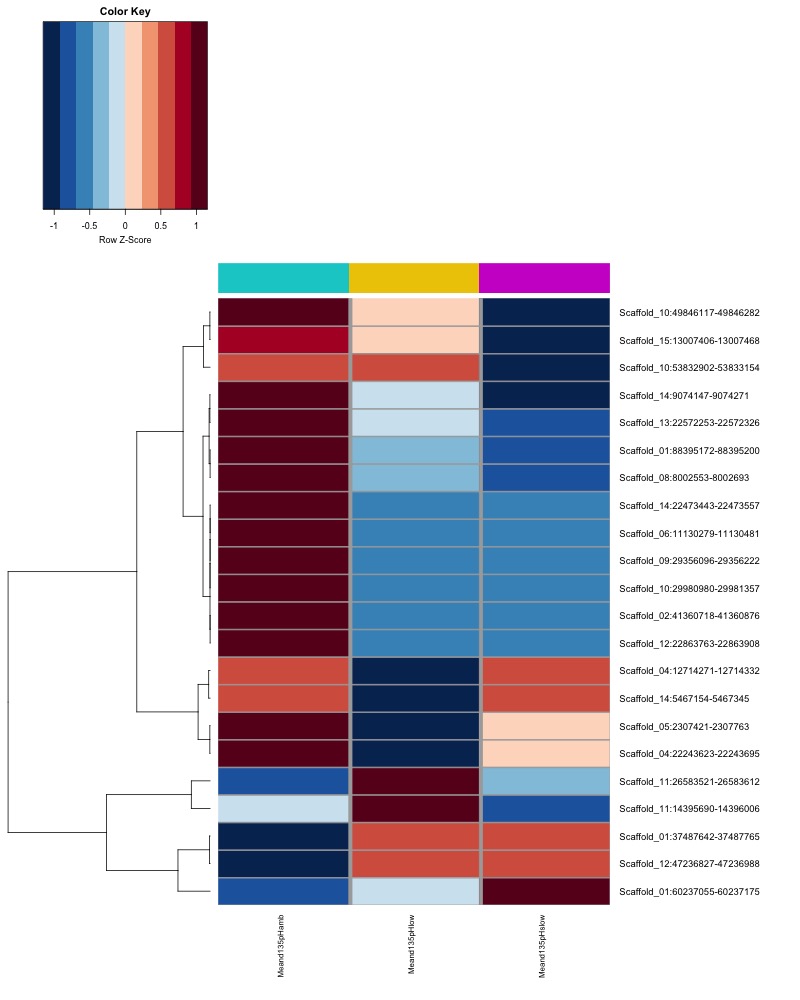 Color Key
-1 -0.5 0 0.5 1
Row Z-Score
Scaffold_10:49846117-49846282
Scaffold_15:13007406-13007468
Scaffold_10:53832902-53833154
Scaffold_14:9074147-9074271
Scaffold_13:22572253-22572326
Scaffold_01:88395172-88395200
Scaffold_08:8002553-8002693
Scaffold_14:22473443-22473557
Scaffold_06:11130279-11130481
Scaffold_09:29356096-29356222
Scaffold_10:29980980-29981357
Scaffold_02:41360718-41360876
Scaffold_12:22863763-22863908
Scaffold_04:12714271-12714332
Scaffold_14:5467154-5467345
Scaffold_05:2307421-2307763
Scaffold_04:22243623-22243695
Scaffold_11:26583521-26583612
Scaffold_11:14395690-14396006
Scaffold_01:37487642-37487765
Scaffold_12:47236827-47236988
Scaffold_01:60237055-60237175
Meand135pHamb
Meand135pHlow
Meand135pHslow